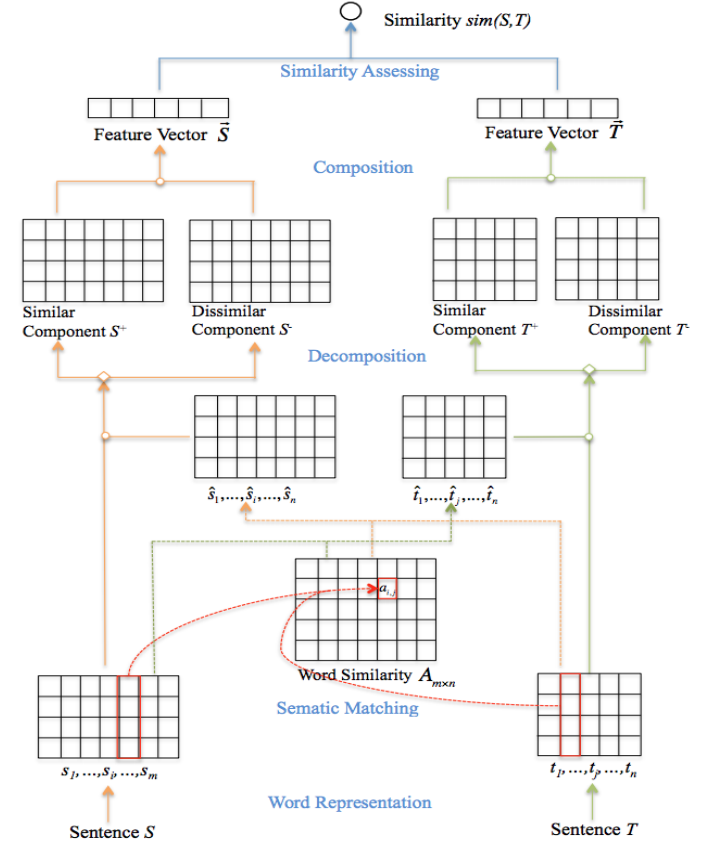 Similarity sim(S,T)
Similarity Assessing
Feature Vector S⃗
Feature Vector T⃗
Composition
Similar
Component S⁺
Dissimilar
Component S⁻
Similar
Component T⁺
Dissimilar
Component T⁻
Decomposition
ŝ₁,...,ŝᵢ,...,ŝₙ
t̂₁,...,t̂ⱼ,...,t̂ₙ
aᵢ,ⱼ
Word Similarity Aₘₓₙ
Sematic Matching
s₁,...,sᵢ,...,sₘ
t₁,...,tⱼ,...,tₙ
Word Representation
Sentence S
Sentence T